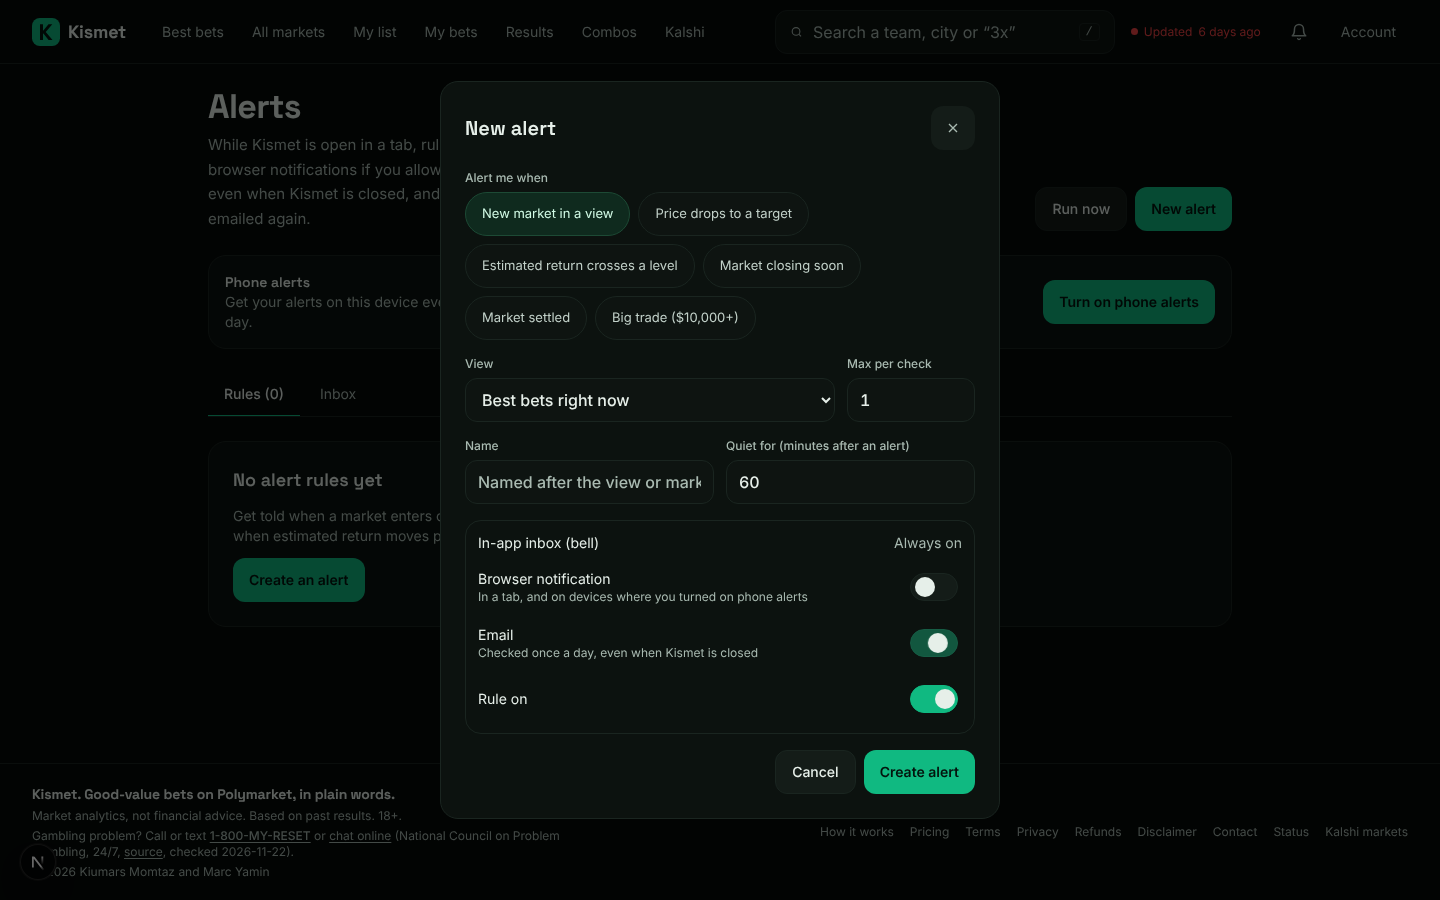 K Kismet
Best bets
All markets
My list
My bets
Results
Combos
Kalshi
Search a team, city or “3x”
/
Updated 6 days ago
Account
Alerts
While Kismet is open in a tab, rul
browser notifications if you allow
even when Kismet is closed, and
emailed again.
Run now
New alert
Phone alerts
Get your alerts on this device eve
day.
Turn on phone alerts
Rules (0)
Inbox
No alert rules yet
Get told when a market enters
when estimated return moves p
Create an alert
New alert
×
Alert me when
New market in a view
Price drops to a target
Estimated return crosses a level
Market closing soon
Market settled
Big trade ($10,000+)
View
Max per check
Best bets right now
1
Name
Quiet for (minutes after an alert)
Named after the view or mark
60
In-app inbox (bell)
Always on
Browser notification
In a tab, and on devices where you turned on phone alerts
Email
Checked once a day, even when Kismet is closed
Rule on
Cancel
Create alert
Kismet. Good-value bets on Polymarket, in plain words.
Market analytics, not financial advice. Based on past results. 18+.
Gambling problem? Call or text 1-800-MY-RESET or chat online (National Council on Problem
mbling, 24/7, source, checked 2026-11-22).
026 Kiumars Momtaz and Marc Yamin
N
How it works
Pricing
Terms
Privacy
Refunds
Disclaimer
Contact
Status
Kalshi markets